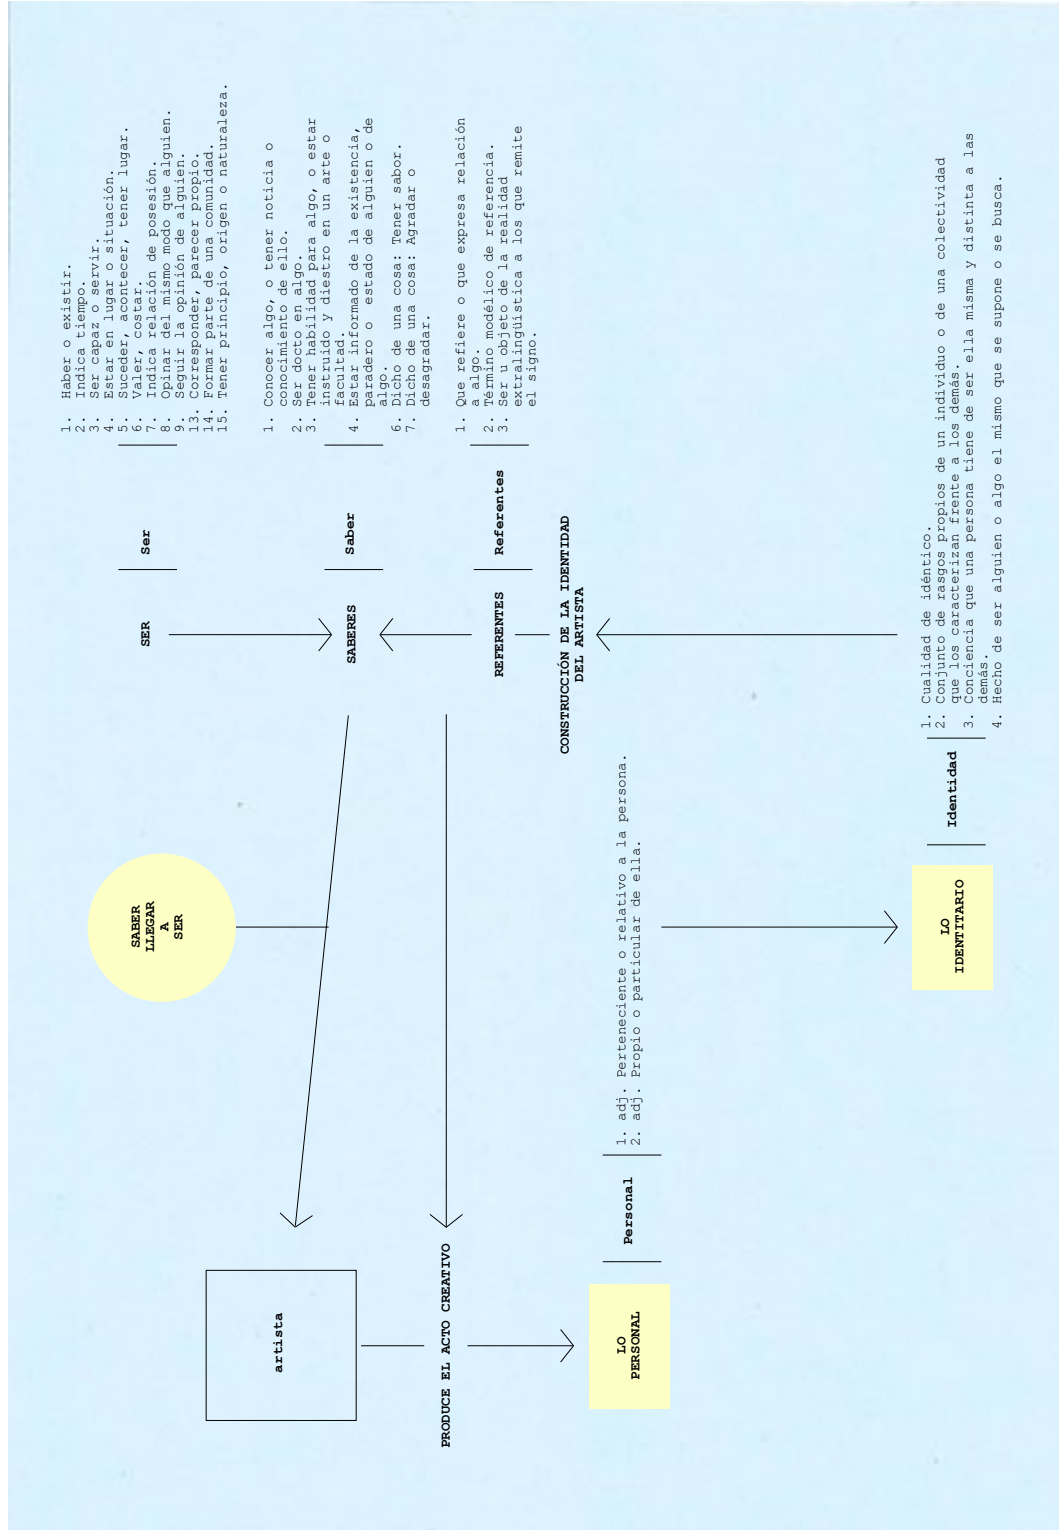 SER
Ser
1. Haber o existir.
2. Indica tiempo.
3. Ser capaz o servir.
4. Estar en lugar o situación.
5. Suceder, acontecer, tener lugar.
6. Valer, costar.
7. Indica relación de posesión.
8. Opinar del mismo modo que alguien.
9. Seguir la opinión de alguien.
13. Corresponder, parecer propio.
14. Formar parte de una comunidad.
15. Tener principio, origen o naturaleza.
SABER
LLEGAR
A
SER
SABERES
Saber
1. Conocer algo, o tener noticia o
conocimiento de ello.
2. Ser docto en algo.
3. Tener habilidad para algo, o estar
instruido y diestro en un arte o
facultad.
4. Estar informado de la existencia,
paradero o estado de alguien o de
algo.
6. Dicho de una cosa: Tener sabor.
7. Dicho de una cosa: Agradar o
desagradar.
artista
PRODUCE EL ACTO CREATIVO
REFERENTES
Referentes
1. Que refiere o que expresa relación
a algo.
2. Término modélico de referencia.
3. Ser u objeto de la realidad
extralingüística a los que remite
el signo.
CONSTRUCCIÓN DE LA IDENTIDAD
DEL ARTISTA
LO
PERSONAL
Personal
1. adj. Perteneciente o relativo a la persona.
2. adj. Propio o particular de ella.
LO
IDENTITARIO
Identidad
1. Cualidad de idéntico.
2. Conjunto de rasgos propios de un individuo o de una colectividad
que los caracterizan frente a los demás.
3. Conciencia que una persona tiene de ser ella misma y distinta a las
demás.
4. Hecho de ser alguien o algo el mismo que se supone o se busca.